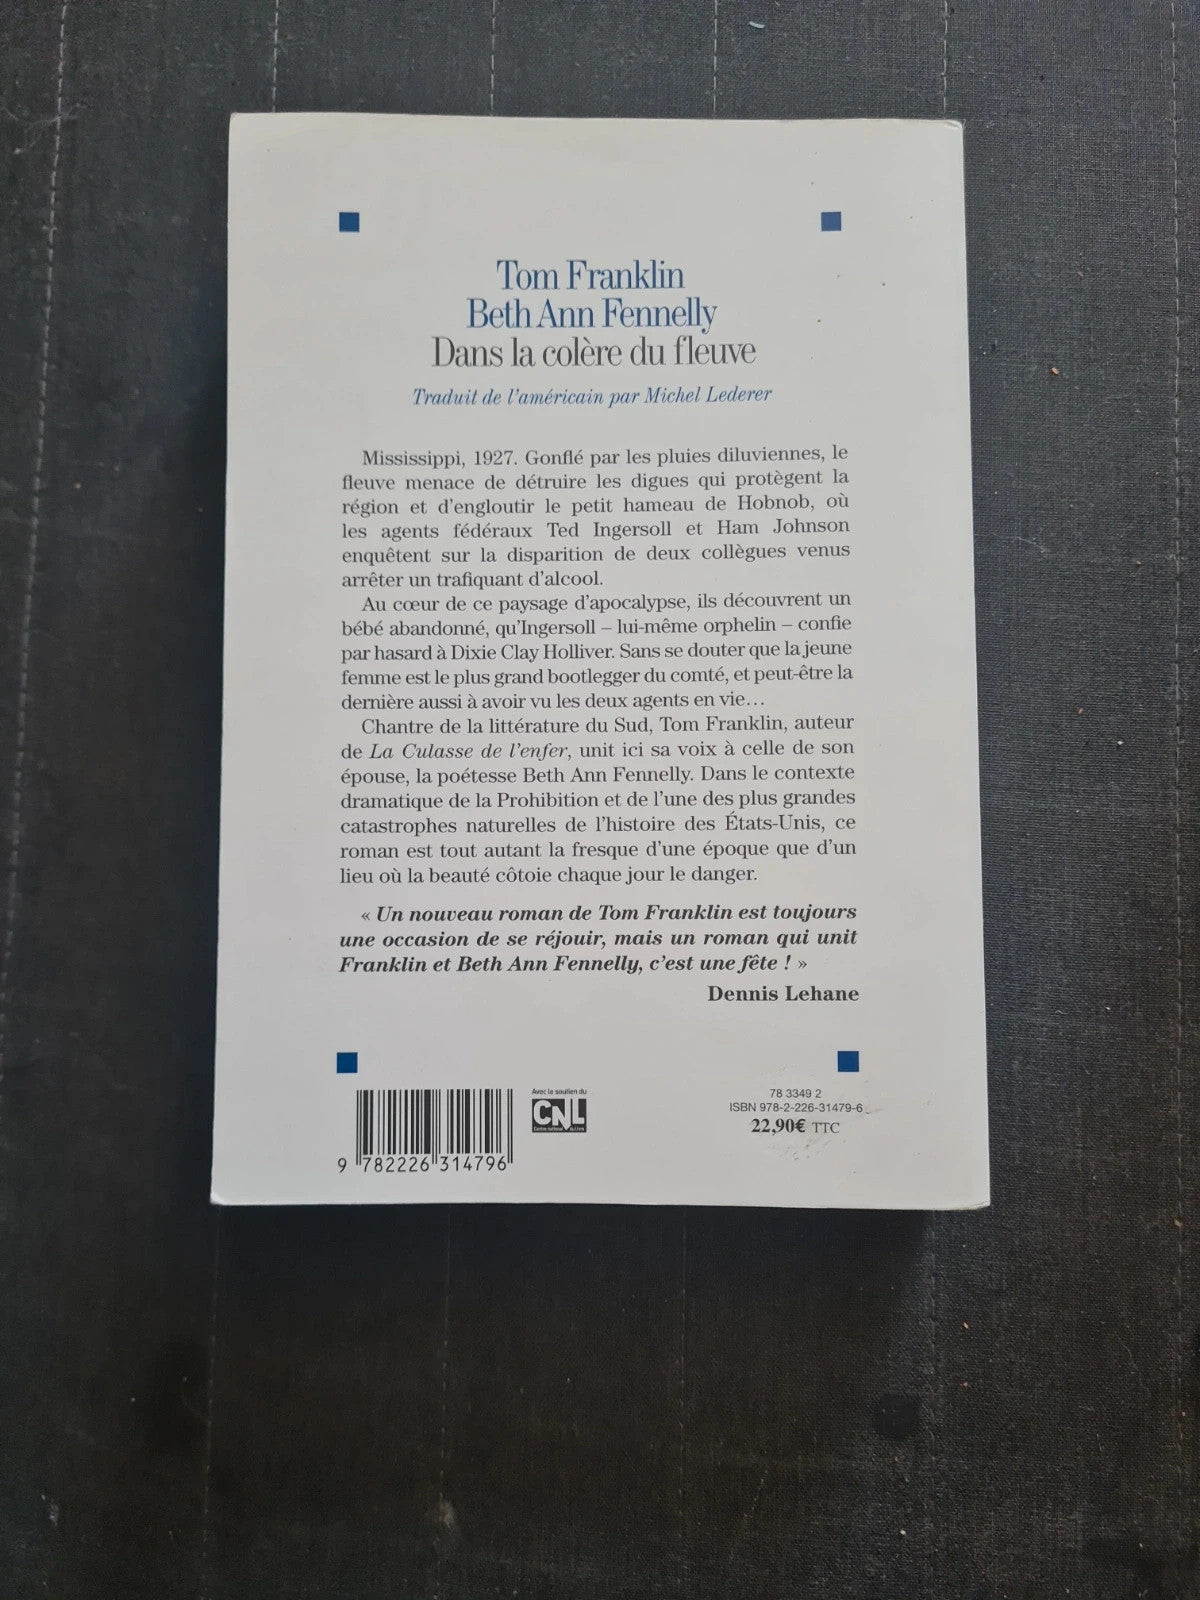 Tom Franklin
Beth Ann Fennelly
Dans la colère du fleuve
Traduit de l'américain par Michel Lederer
Mississippi, 1927. Gonflé par les pluies diluviennes, le
fleuve menace de détruire les digues qui protègent la
région et d'engloutir le petit hameau de Hobnob, où
les agents fédéraux Ted Ingersoll et Ham Johnson
enquêtent sur la disparition de deux collègues venus
arrêter un trafiquant d'alcool.
Au cœur de ce paysage d'apocalypse, ils découvrent un
bébé abandonné, qu'Ingersoll – lui-même orphelin – confie
par hasard à Dixie Clay Holliver. Sans se douter que la jeune
femme est le plus grand bootlegger du comté, et peut-être la
dernière aussi à avoir vu les deux agents en vie…
Chantre de la littérature du Sud, Tom Franklin, auteur
de La Culasse de l'enfer, unit ici sa voix à celle de son
épouse, la poétesse Beth Ann Fennelly. Dans le contexte
dramatique de la Prohibition et de l'une des plus grandes
catastrophes naturelles de l'histoire des États-Unis, ce
roman est tout autant la fresque d'une époque que d'un
lieu où la beauté côtoie chaque jour le danger.
« Un nouveau roman de Tom Franklin est toujours
une occasion de se réjouir, mais un roman qui unit
Franklin et Beth Ann Fennelly, c'est une fête ! »
Dennis Lehane
9 782226 314796
Avec le soutien du
CNL
Centre national du livre
78 3349 2
ISBN 978-2-226-31479-6
22,90€ TTC